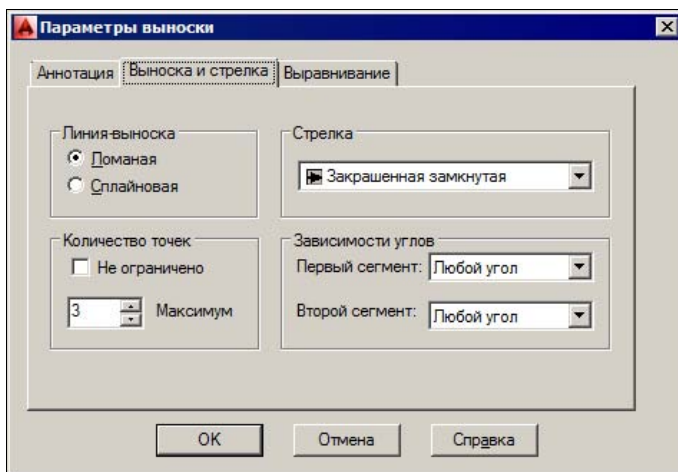 Параметры выноски
Аннотация Выноска и стрелка Выравнивание
Линия-выноска
Ломаная
Сплайновая
Стрелка
Закрашенная замкнутая
Количество точек
Не ограничено
3 Максимум
Зависимости углов
Первый сегмент: Любой угол
Второй сегмент: Любой угол
OK Отмена Справка